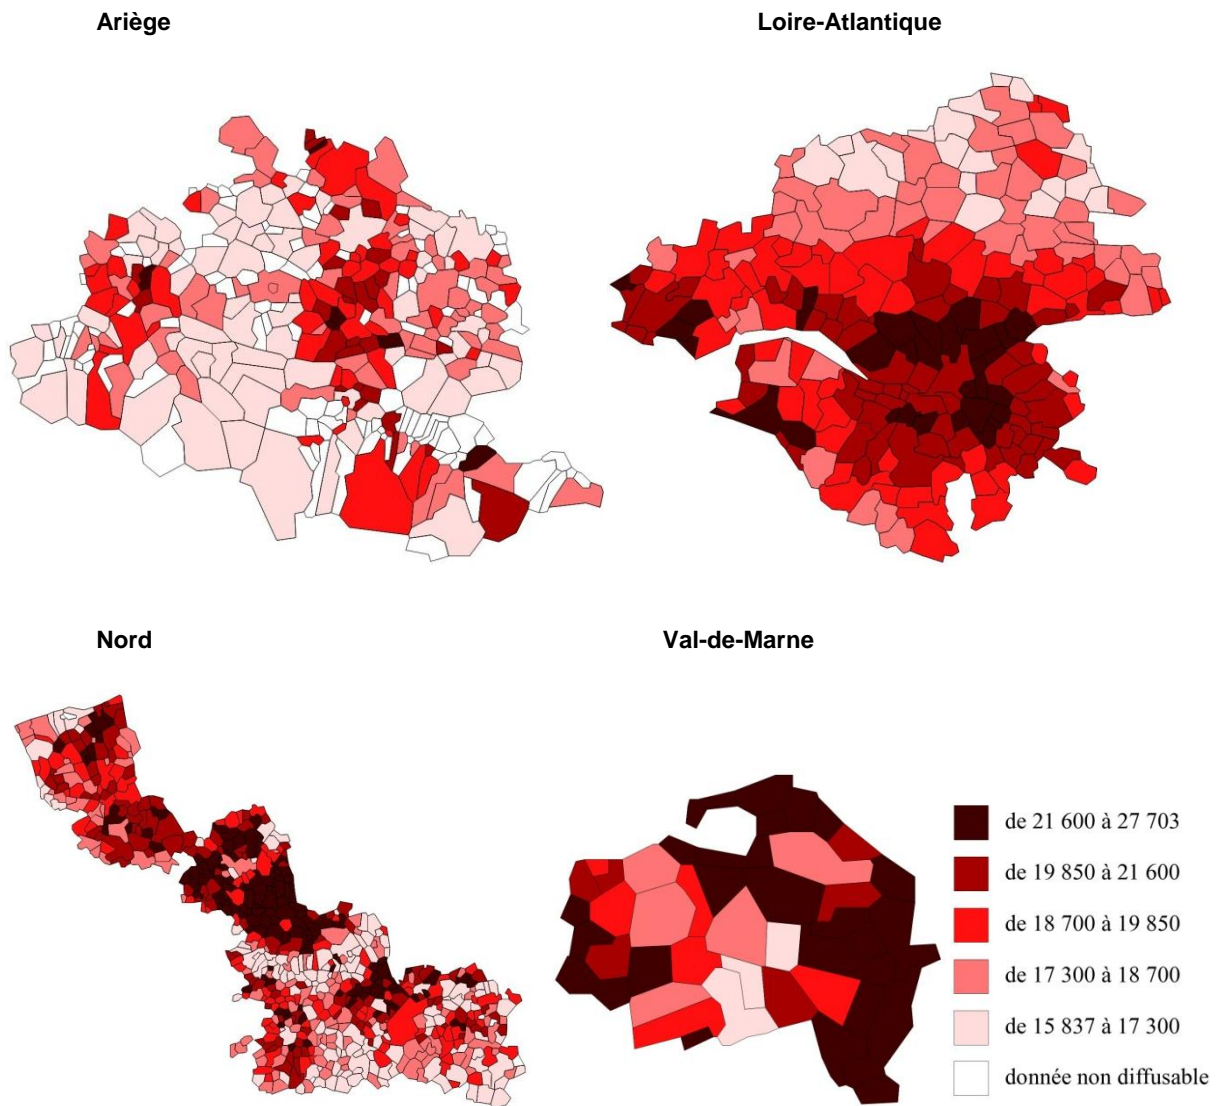 Ariège
Loire-Atlantique
Nord
Val-de-Marne
de 21 600 à 27 703
de 19 850 à 21 600
de 18 700 à 19 850
de 17 300 à 18 700
de 15 837 à 17 300
donnée non diffusable